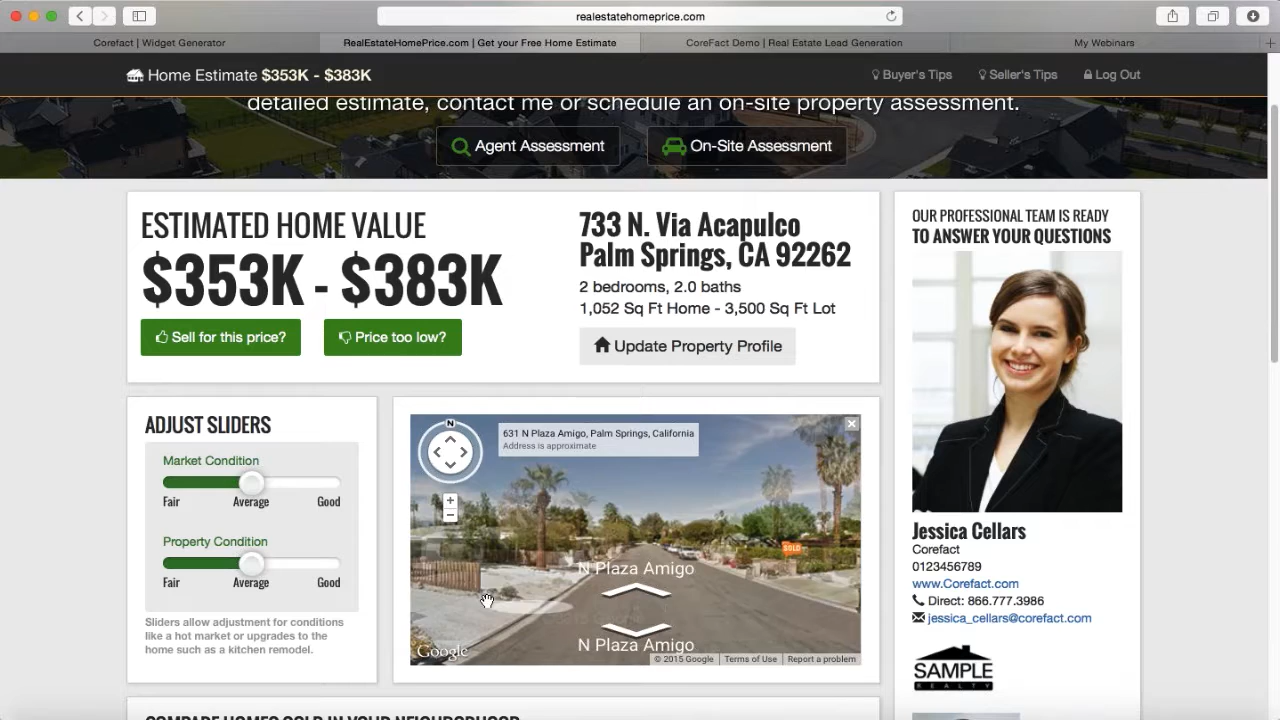 realestatehomeprice.com
Corefact | Widget Generator
RealEstateHomePrice.com | Get your Free Home Estimate
CoreFact Demo | Real Estate Lead Generation
My Webinars
Home Estimate $353K - $383K
Buyer's Tips
Seller's Tips
Log Out
detailed estimate, contact me or schedule an on-site property assessment.
Agent Assessment
On-Site Assessment
ESTIMATED HOME VALUE
$353K - $383K
Sell for this price?
Price too low?
733 N. Via Acapulco
Palm Springs, CA 92262
2 bedrooms, 2.0 baths
1,052 Sq Ft Home - 3,500 Sq Ft Lot
Update Property Profile
OUR PROFESSIONAL TEAM IS READY
TO ANSWER YOUR QUESTIONS
ADJUST SLIDERS
Market Condition
Fair Average Good
Property Condition
Fair Average Good
Sliders allow adjustment for conditions
like a hot market or upgrades to the
home such as a kitchen remodel.
N
631 N Plaza Amigo, Palm Springs, California
Address is approximate
SOLD
N Plaza Amigo
N Plaza Amigo
Google
© 2015 Google
Terms of Use
Report a problem
Jessica Cellars
Corefact
0123456789
www.Corefact.com
Direct: 866.777.3986
jessica_cellars@corefact.com
SAMPLE
REALTY
COMPARE HOMES SOLD IN YOUR NEIGHBORHOOD